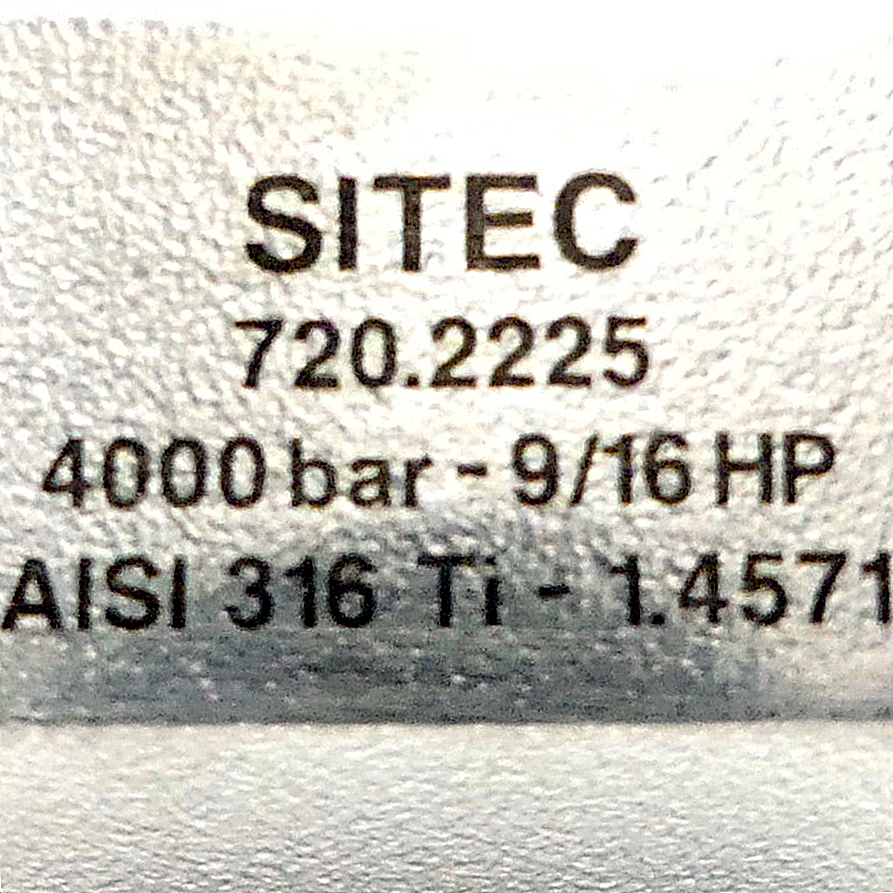 SITEC
720.2225
4000 bar - 9/16 HP
AISI 316 Ti - 1.4571